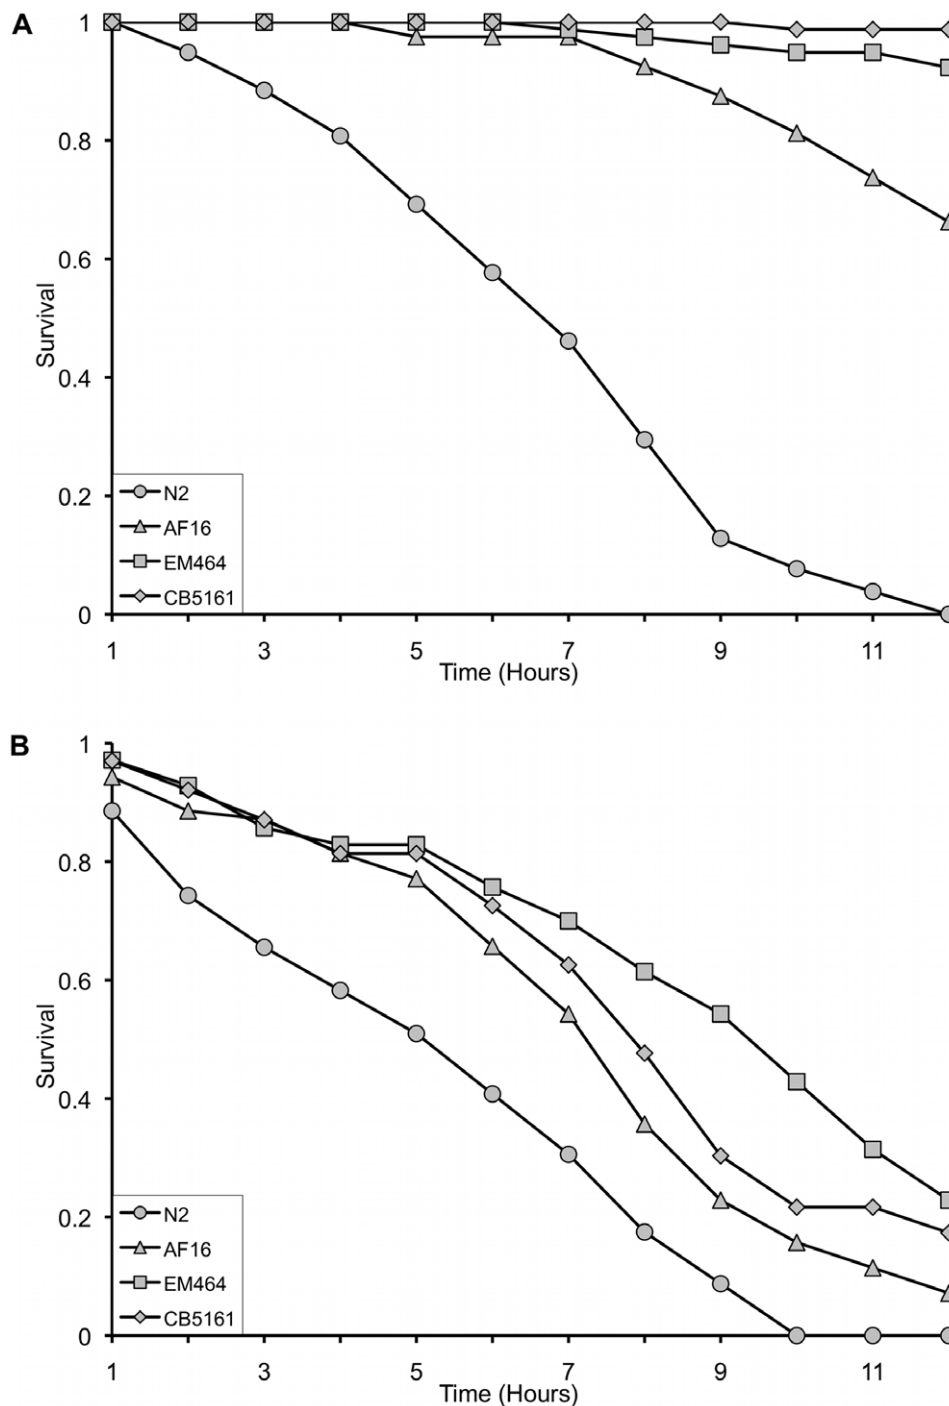 A
1
0.8
0.6
0.4
0.2
0
Survival
N2
AF16
EM464
CB5161
1 3 5 7 9 11
Time (Hours)
B
1
0.8
0.6
0.4
0.2
0
Survival
N2
AF16
EM464
CB5161
1 3 5 7 9 11
Time (Hours)